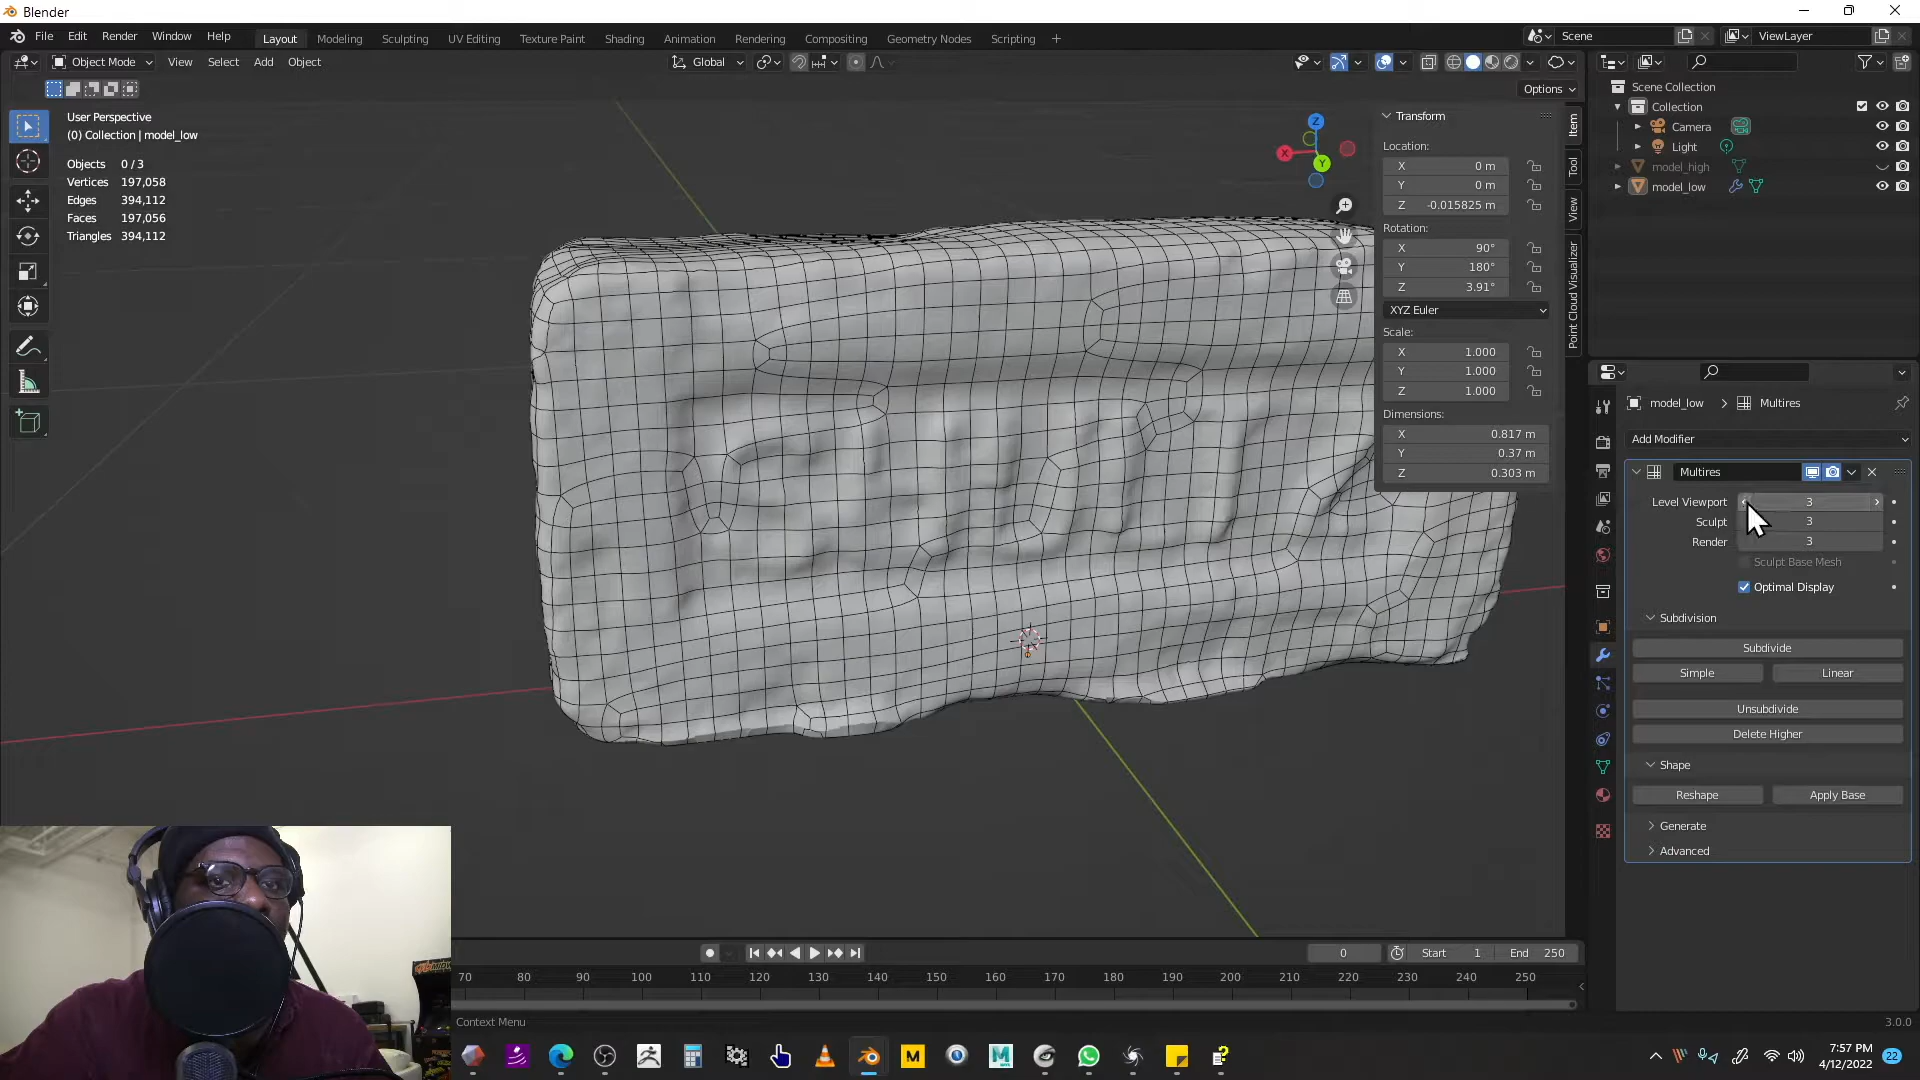 Blender
File Edit Render Window Help
Layout Modeling Sculpting UV Editing Texture Paint Shading Animation Rendering Compositing Geometry Nodes Scripting +
Scene
ViewLayer
Object Mode View Select Add Object
Global
Options
User Perspective
(0) Collection | model_low
Objects 0 / 3
Vertices 197,058
Edges 394,112
Faces 197,056
Triangles 394,112
Z
X
Y
Transform
Location:
X 0 m
Y 0 m
Z -0.015825 m
Rotation:
X 90°
Y 180°
Z 3.91°
XYZ Euler
Scale:
X 1.000
Y 1.000
Z 1.000
Dimensions:
X 0.817 m
Y 0.37 m
Z 0.303 m
Item
Tool
View
Point Cloud Visualizer
Scene Collection
Collection
Camera
Light
model_high
model_low
model_low > Multires
Add Modifier
Multires
Level Viewport 3
Sculpt 3
Render 3
Sculpt Base Mesh
Optimal Display
Subdivision
Subdivide
Simple Linear
Unsubdivide
Delete Higher
Shape
Reshape Apply Base
Generate
Advanced
0 Start 1 End 250
70 80 90 100 110 120 130 140 150 160 170 180 190 200 210 220 230 240 250
Context Menu
3.0.0
7:57 PM
4/12/2022
22